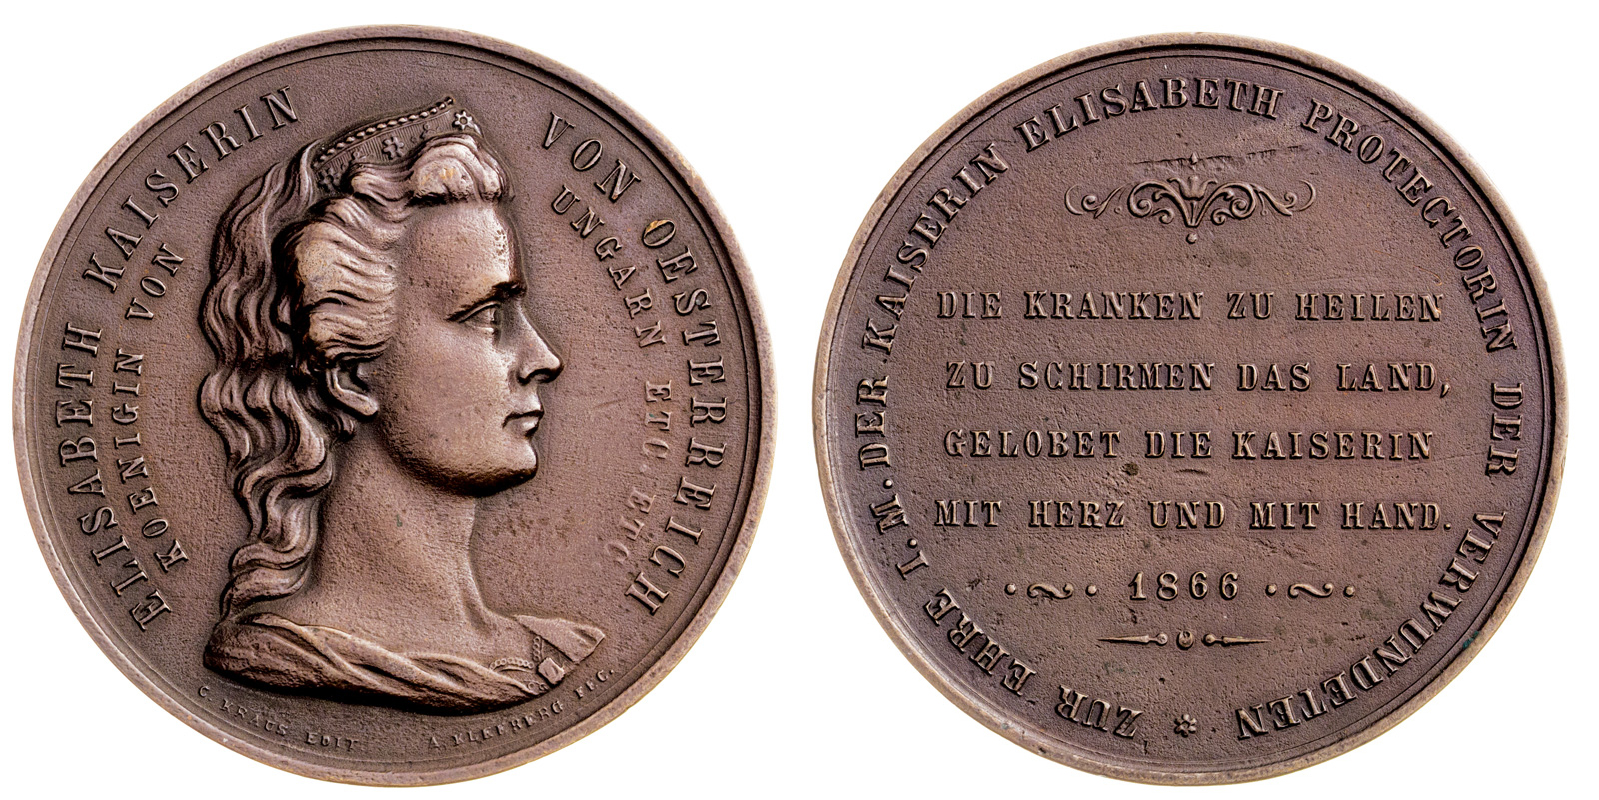 ELISABETH KAISERIN VON OESTERREICH
KOENIGIN VON UNGARN ETC. ETC
C. KRAUS EDIT
A. KLEEBERG FEC.
ZUR EHRE I. M. DER KAISERIN ELISABETH PROTECTORIN DER VERWUNDETEN
DIE KRANKEN ZU HEILEN
ZU SCHIRMEN DAS LAND,
GELOBET DIE KAISERIN
MIT HERZ UND MIT HAND.
1866